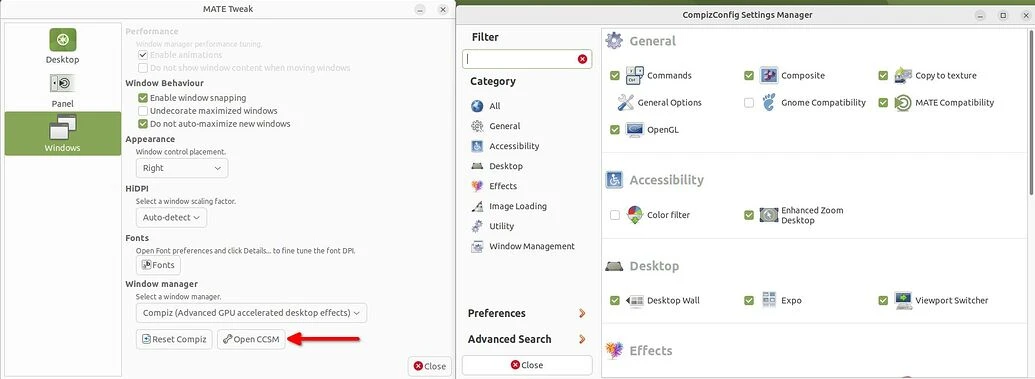 MATE Tweak
Desktop
Panel
Windows
Performance
Window manager performance tuning.
Enable animations
Do not show window content when moving windows
Window Behaviour
Enable window snapping
Undecorate maximized windows
Do not auto-maximize new windows
Appearance
Window control placement.
Right
HiDPI
Select a window scaling factor.
Auto-detect
Fonts
Open Font preferences and click Details... to fine tune the font DPI.
Fonts
Window manager
Select a window manager.
Compiz (Advanced GPU accelerated desktop effects)
Reset Compiz
Open CCSM
Close
CompizConfig Settings Manager
Filter
Category
All
General
Accessibility
Desktop
Effects
Image Loading
Utility
Window Management
Preferences
Advanced Search
Close
General
Commands
Composite
Copy to texture
General Options
Gnome Compatibility
MATE Compatibility
OpenGL
Accessibility
Color filter
Enhanced Zoom
Desktop
Desktop
Desktop Wall
Expo
Viewport Switcher
Effects